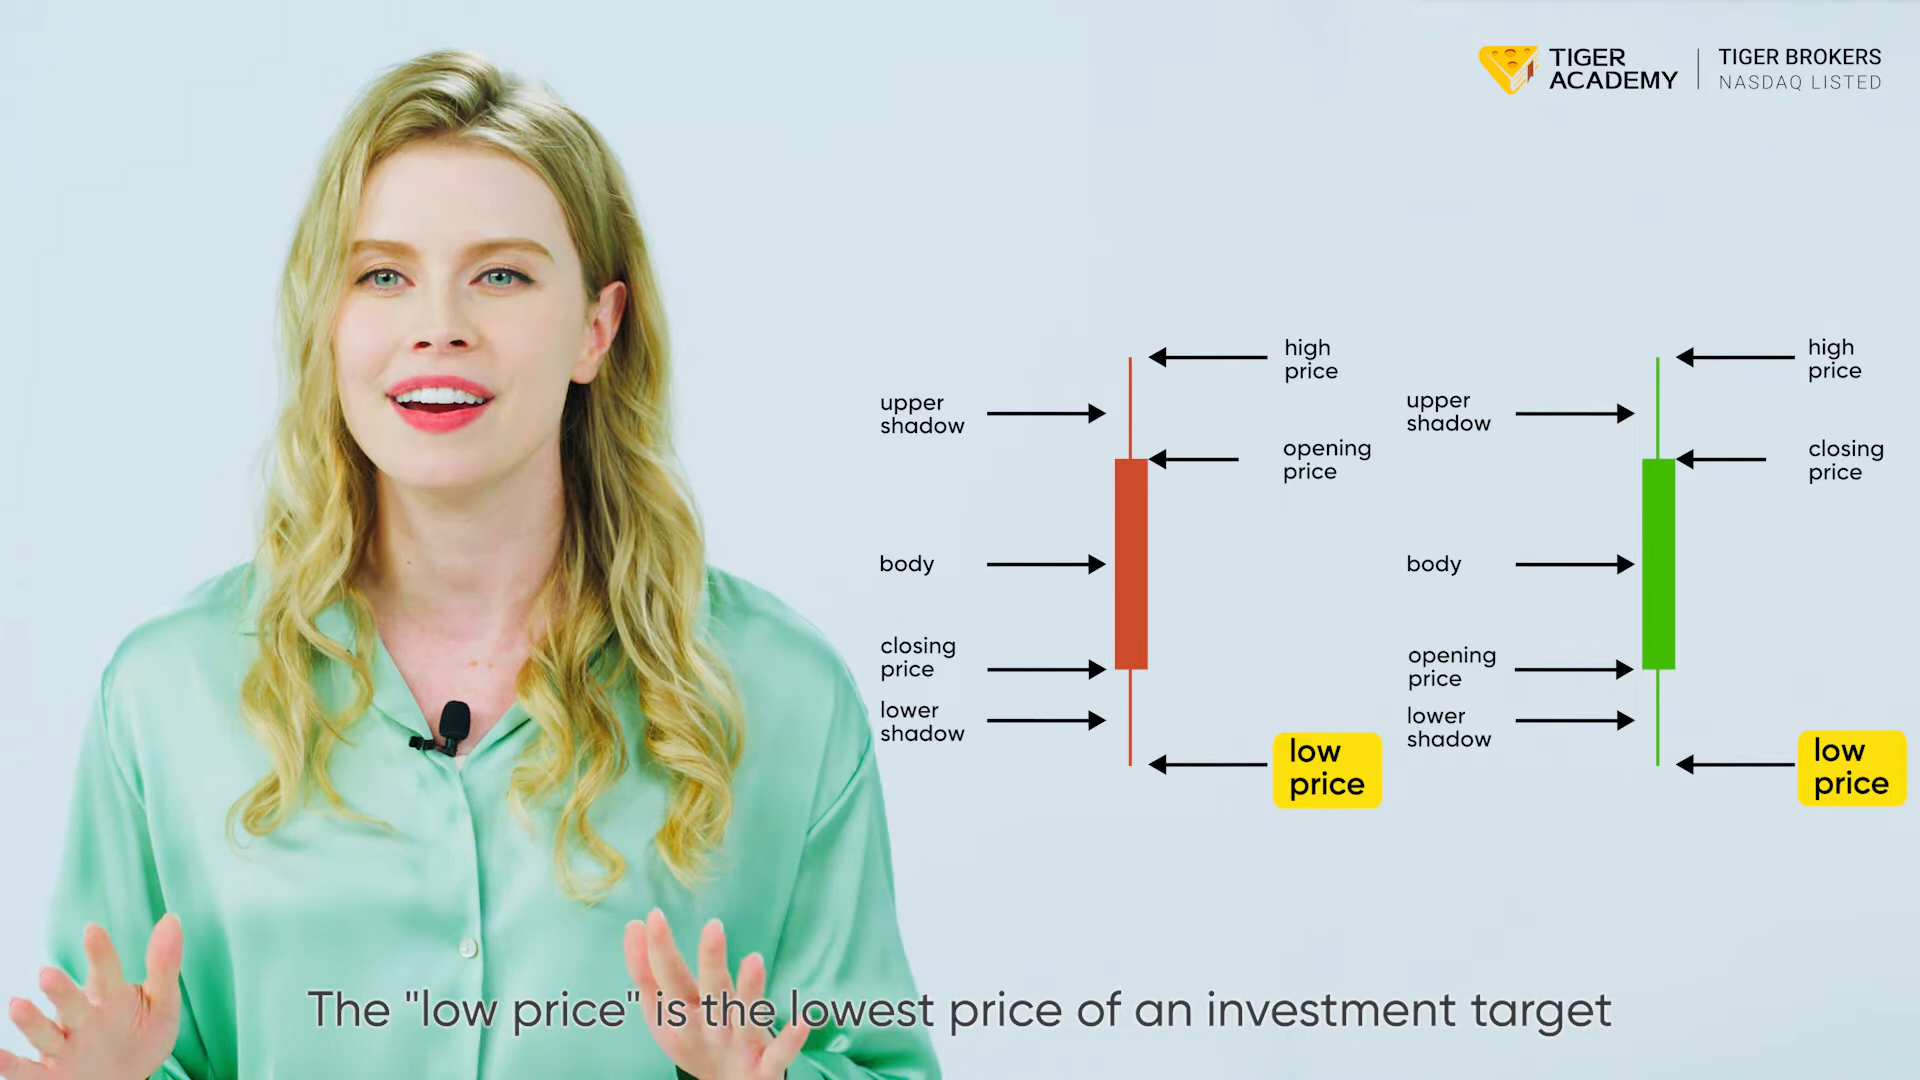 TIGER
ACADEMY
TIGER BROKERS
NASDAQ LISTED
high
price
upper
shadow
opening
price
body
closing
price
lower
shadow
low
price
high
price
upper
shadow
closing
price
body
opening
price
lower
shadow
low
price
The "low price" is the lowest price of an investment target